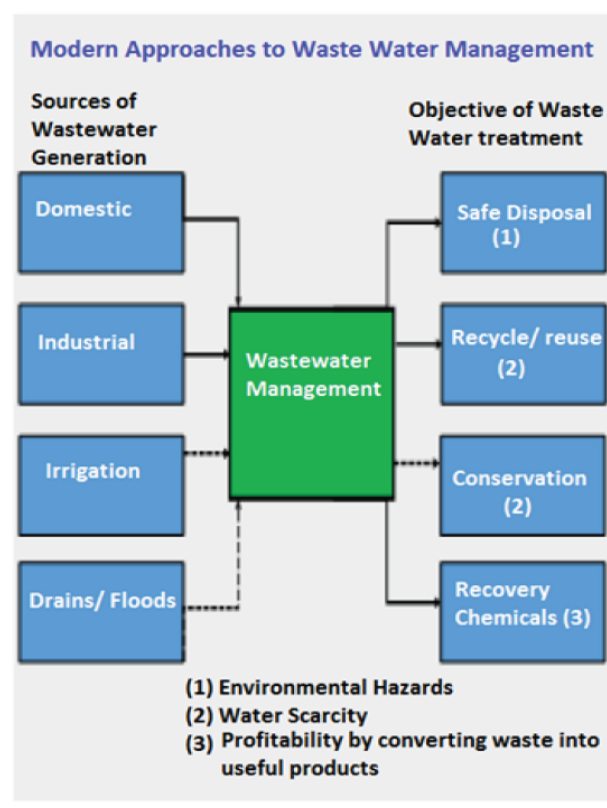 Modern Approaches to Waste Water Management
Sources of
Wastewater
Generation
Objective of Waste
Water treatment
Domestic
Industrial
Irrigation
Drains/ Floods
Wastewater
Management
Safe Disposal
(1)
Recycle/ reuse
(2)
Conservation
(2)
Recovery
Chemicals (3)
(1) Environmental Hazards
(2) Water Scarcity
(3) Profitability by converting waste into
useful products